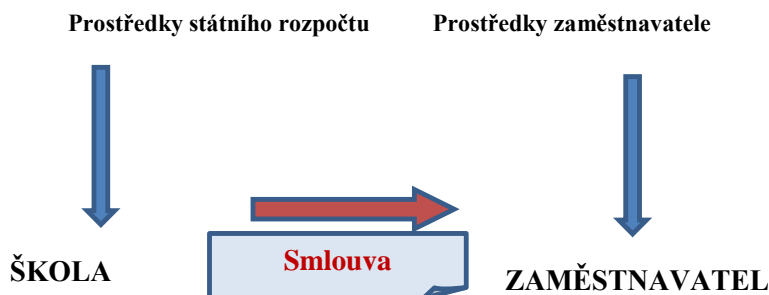 Prostředky státního rozpočtu Prostředky zaměstnavatele
Smlouva
ŠKOLA ZAMĚSTNAVATEL